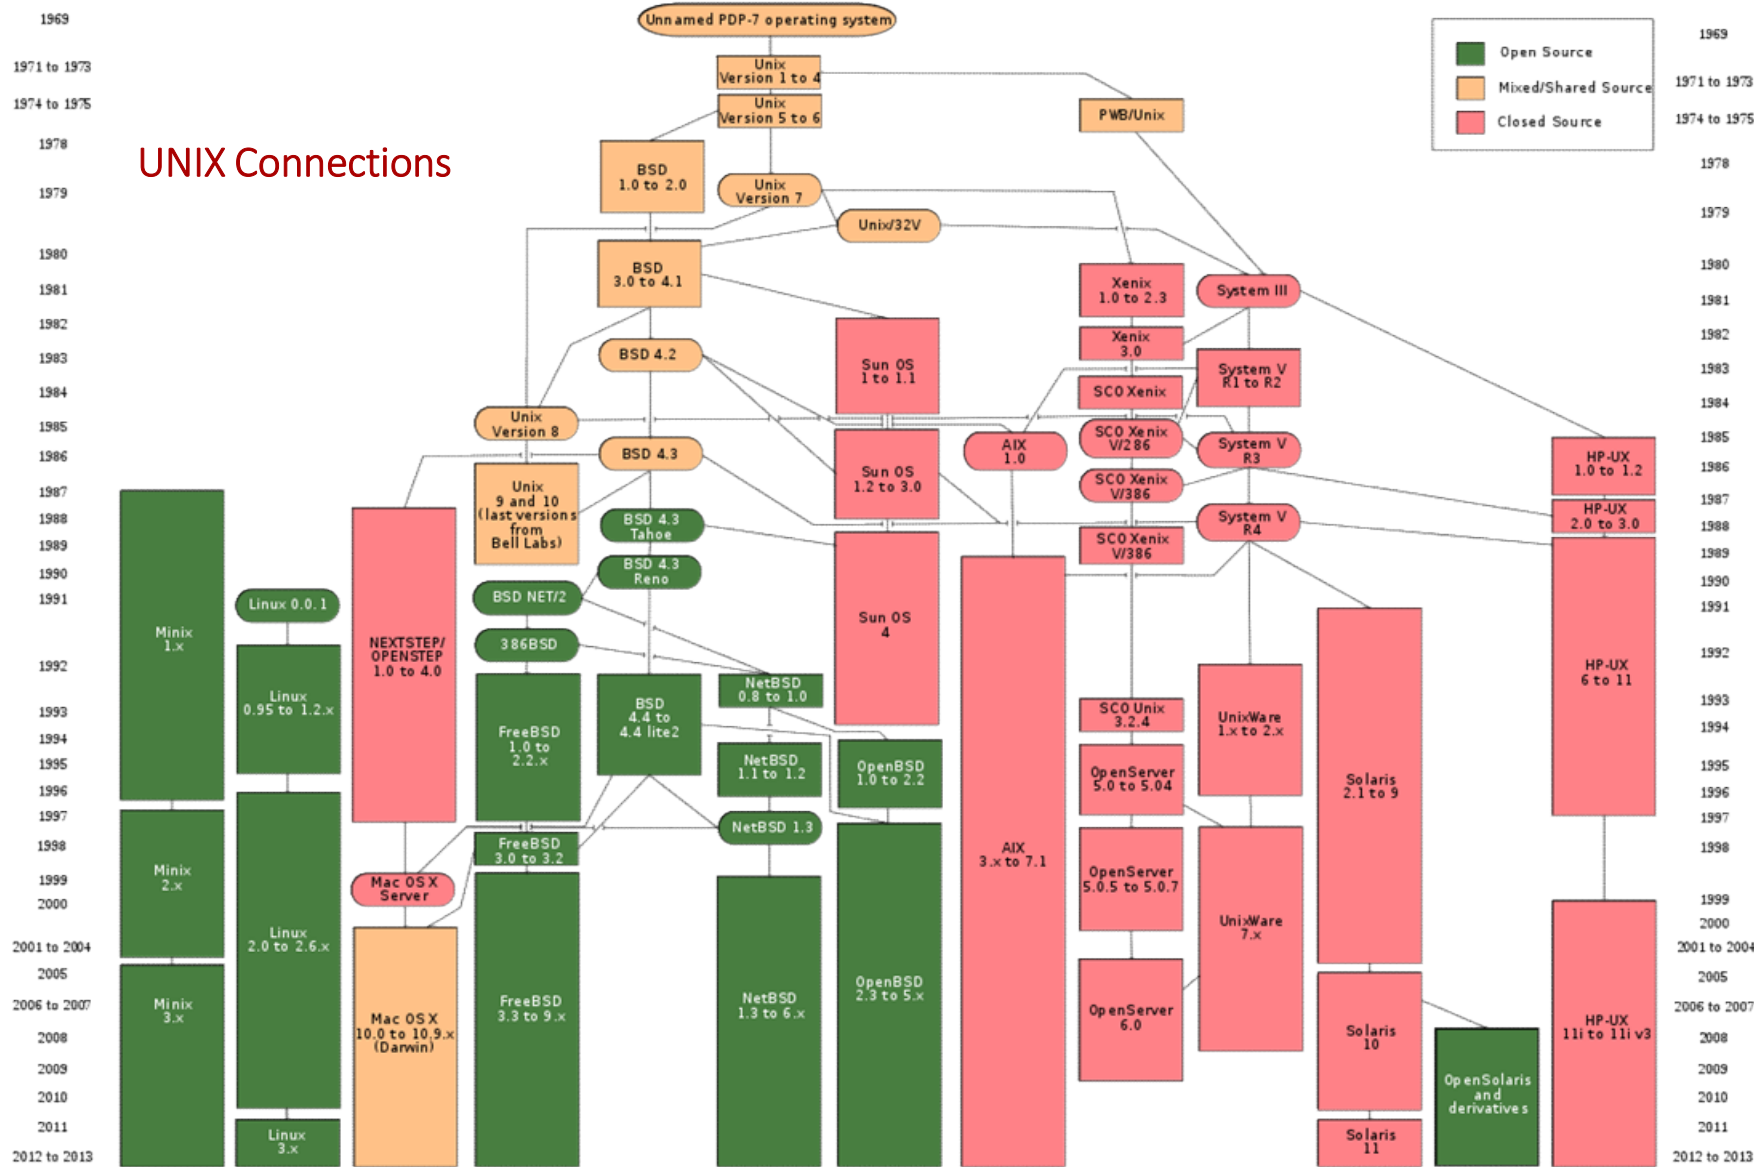 UNIX Connections
Open Source
Mixed/Shared Source
Closed Source
1969
1971 to 1973
1974 to 1975
1978
1979
1980
1981
1982
1983
1984
1985
1986
1987
1988
1989
1990
1991
1992
1993
1994
1995
1996
1997
1998
1999
2000
2001 to 2004
2005
2006 to 2007
2008
2009
2010
2011
2012 to 2013
Unnamed PDP-7 operating system
Unix
Version 1 to 4
Unix
Version 5 to 6
PWB/Unix
BSD
1.0 to 2.0
Unix
Version 7
Unix/32V
BSD
3.0 to 4.1
Xenix
1.0 to 2.3
System III
Sun OS
1 to 1.1
Xenix
3.0
BSD 4.2
System V
R1 to R2
SCO Xenix
Unix
Version 8
SCO Xenix
V/286
AIX
1.0
System V
R3
BSD 4.3
HP-UX
1.0 to 1.2
Sun OS
1.2 to 3.0
SCO Xenix
V/386
Unix
9 and 10
(last versions
from
Bell Labs)
BSD 4.3
Tahoe
System V
R4
HP-UX
2.0 to 3.0
SCO Xenix
V/386
BSD 4.3
Reno
BSD NET/2
Linux 0.0.1
Minix
1.x
386BSD
NEXTSTEP/
OPENSTEP
1.0 to 4.0
Sun OS
4
HP-UX
6 to 11
Linux
0.95 to 1.2.x
NetBSD
0.8 to 1.0
BSD
4.4 to
4.4 lite2
SCO Unix
3.2.4
UnixWare
1.x to 2.x
FreeBSD
1.0 to
2.2.x
NetBSD
1.1 to 1.2
OpenBSD
1.0 to 2.2
OpenServer
5.0 to 5.04
Solaris
2.1 to 9
NetBSD 1.3
FreeBSD
3.0 to 3.2
AIX
3.x to 7.1
Minix
2.x
OpenServer
5.0.5 to 5.0.7
Mac OS X
Server
Linux
2.0 to 2.6.x
UnixWare
7.x
OpenBSD
2.3 to 5.x
Minix
3.x
FreeBSD
3.3 to 9.x
NetBSD
1.3 to 6.x
Mac OS X
10.0 to 10.9.x
(Darwin)
OpenServer
6.0
Solaris
10
HP-UX
11i to 11i v3
OpenSolaris
and
derivatives
Linux
3.x
Solaris
11
1969
1971 to 1973
1974 to 1975
1978
1979
1980
1981
1982
1983
1984
1985
1986
1987
1988
1989
1990
1991
1992
1993
1994
1995
1996
1997
1998
1999
2000
2001 to 2004
2005
2006 to 2007
2008
2009
2010
2011
2012 to 2013